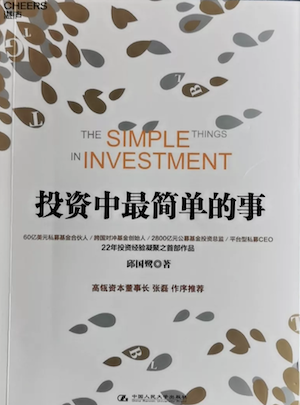 CHEERS
湛庐
THE SIMPLE THINGS
IN INVESTMENT
投资中最简单的事
60亿美元私募基金合伙人 / 跨国对冲基金创始人 / 2800亿元公募基金投资总监 / 平台型私募CEO
22年投资经验凝聚之首部作品
邱国鹭◎著
高瓴资本董事长 张磊 作序推荐
中国人民大学出版社